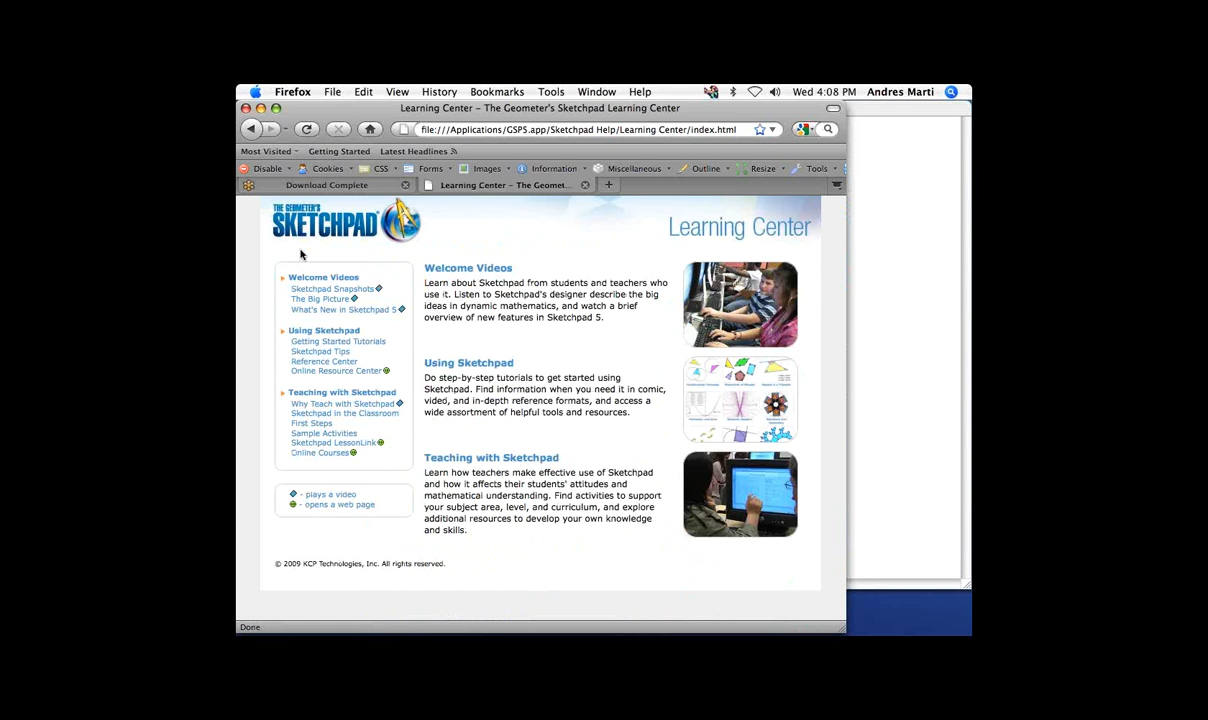 Firefox File Edit View History Bookmarks Tools Window Help Wed 4:08 PM Andres Marti
Learning Center – The Geometer's Sketchpad Learning Center
file:///Applications/GSP5.app/Sketchpad Help/Learning Center/index.html
Most Visited Getting Started Latest Headlines
Disable Cookies CSS Forms Images Information Miscellaneous Outline Resize Tools
Download Complete Learning Center – The Geomet...
THE GEOMETER'S
SKETCHPAD
Learning Center
Welcome Videos
Sketchpad Snapshots
The Big Picture
What's New in Sketchpad 5
Using Sketchpad
Getting Started Tutorials
Sketchpad Tips
Reference Center
Online Resource Center
Teaching with Sketchpad
Why Teach with Sketchpad
Sketchpad in the Classroom
First Steps
Sample Activities
Sketchpad LessonLink
Online Courses
- plays a video
- opens a web page
Welcome Videos
Learn about Sketchpad from students and teachers who
use it. Listen to Sketchpad's designer describe the big
ideas in dynamic mathematics, and watch a brief
overview of new features in Sketchpad 5.
Using Sketchpad
Do step-by-step tutorials to get started using
Sketchpad. Find information when you need it in comic,
video, and in-depth reference formats, and access a
wide assortment of helpful tools and resources.
Teaching with Sketchpad
Learn how teachers make effective use of Sketchpad
and how it affects their students' attitudes and
mathematical understanding. Find activities to support
your subject area, level, and curriculum, and explore
additional resources to develop your own knowledge
and skills.
© 2009 KCP Technologies, Inc. All rights reserved.
Done